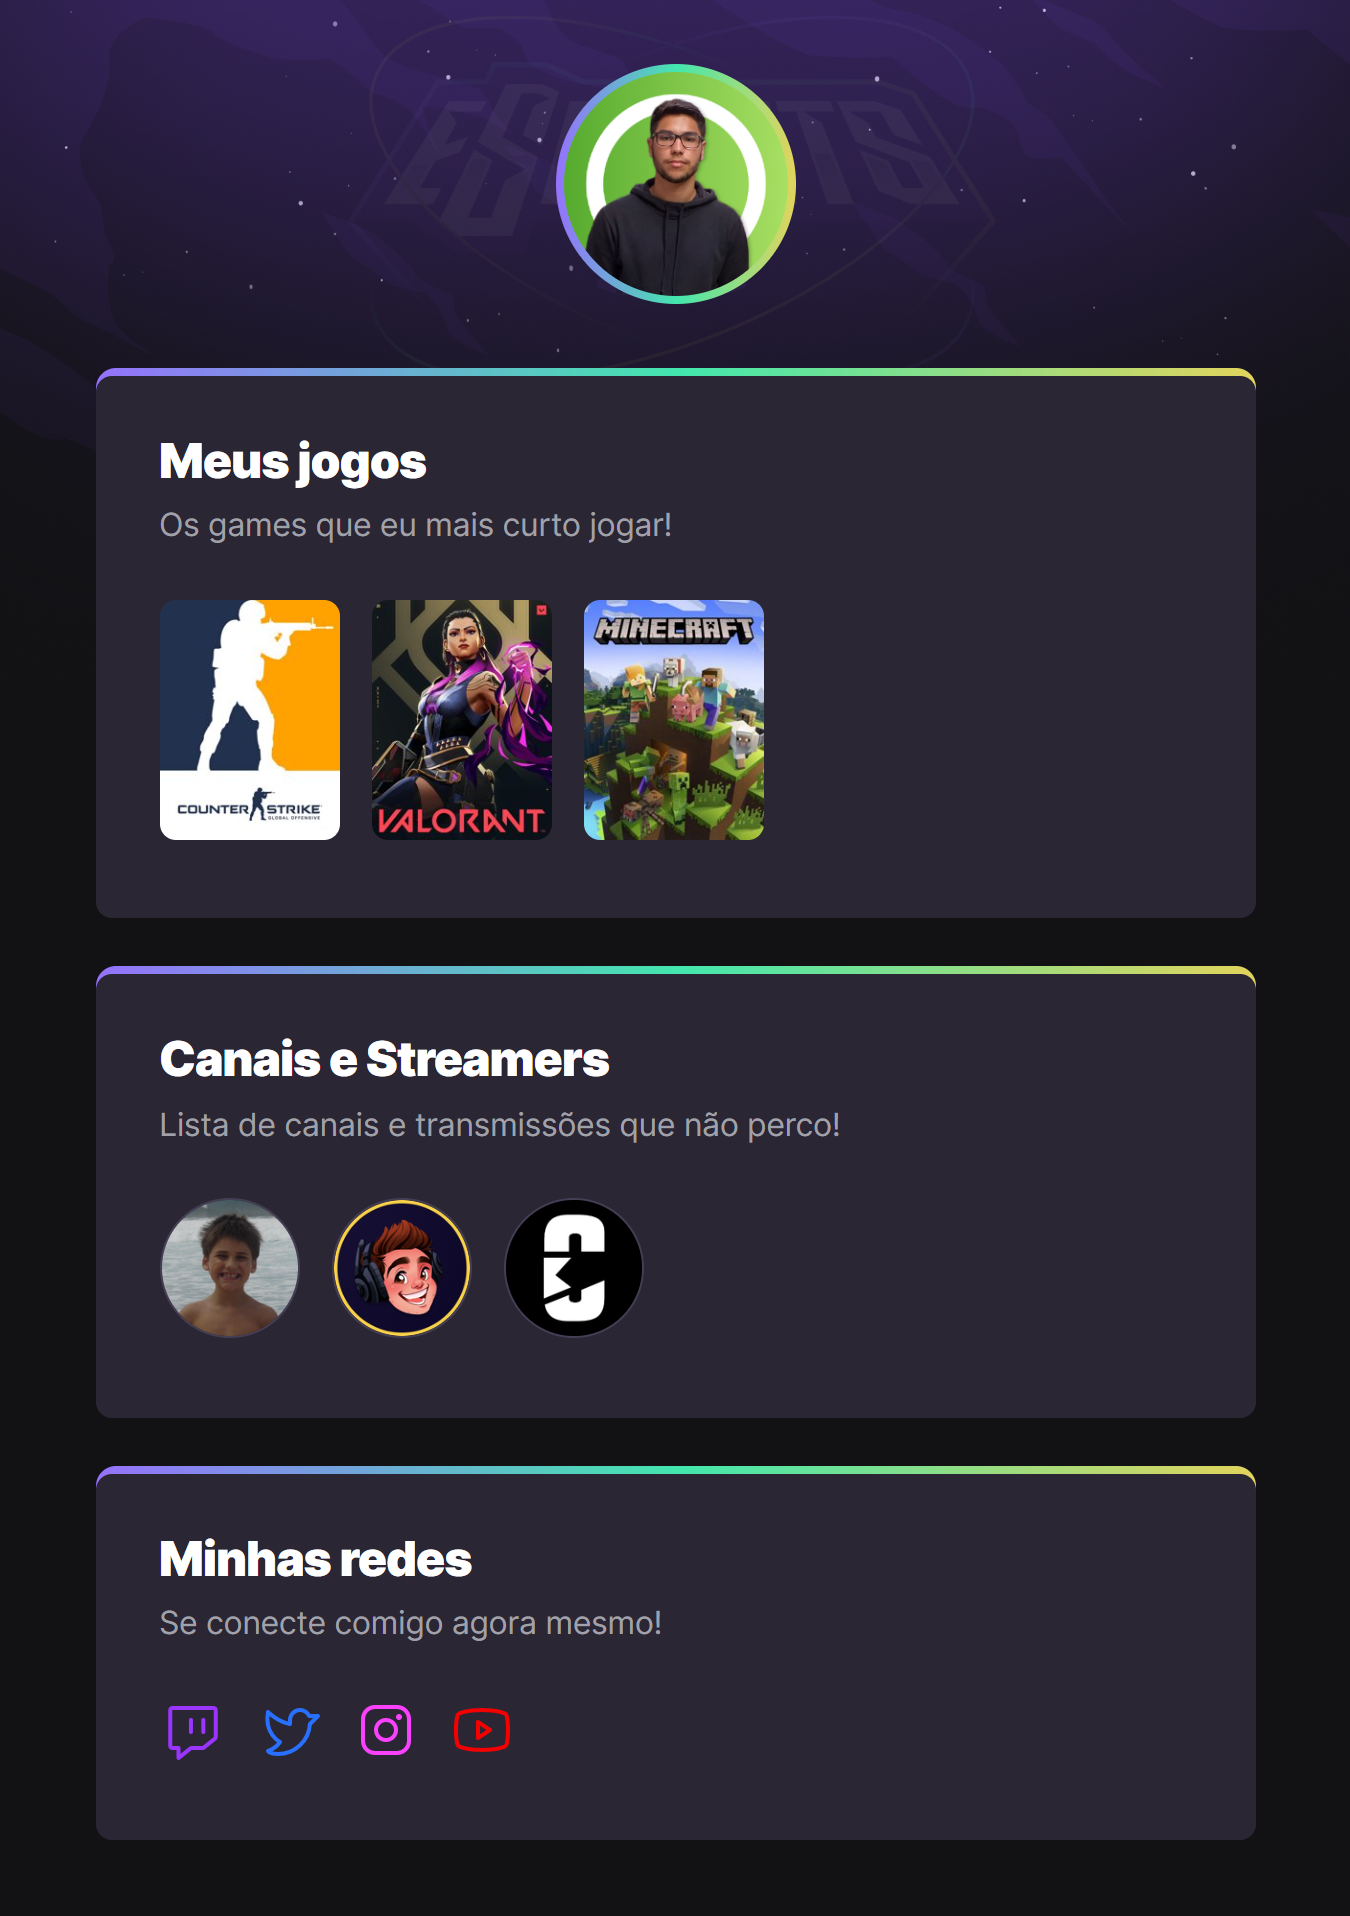 ESPORTS
Meus jogos
Os games que eu mais curto jogar!
COUNTER STRIKE
GLOBAL OFFENSIVE
VALORANT
MINECRAFT
Canais e Streamers
Lista de canais e transmissões que não perco!
Minhas redes
Se conecte comigo agora mesmo!